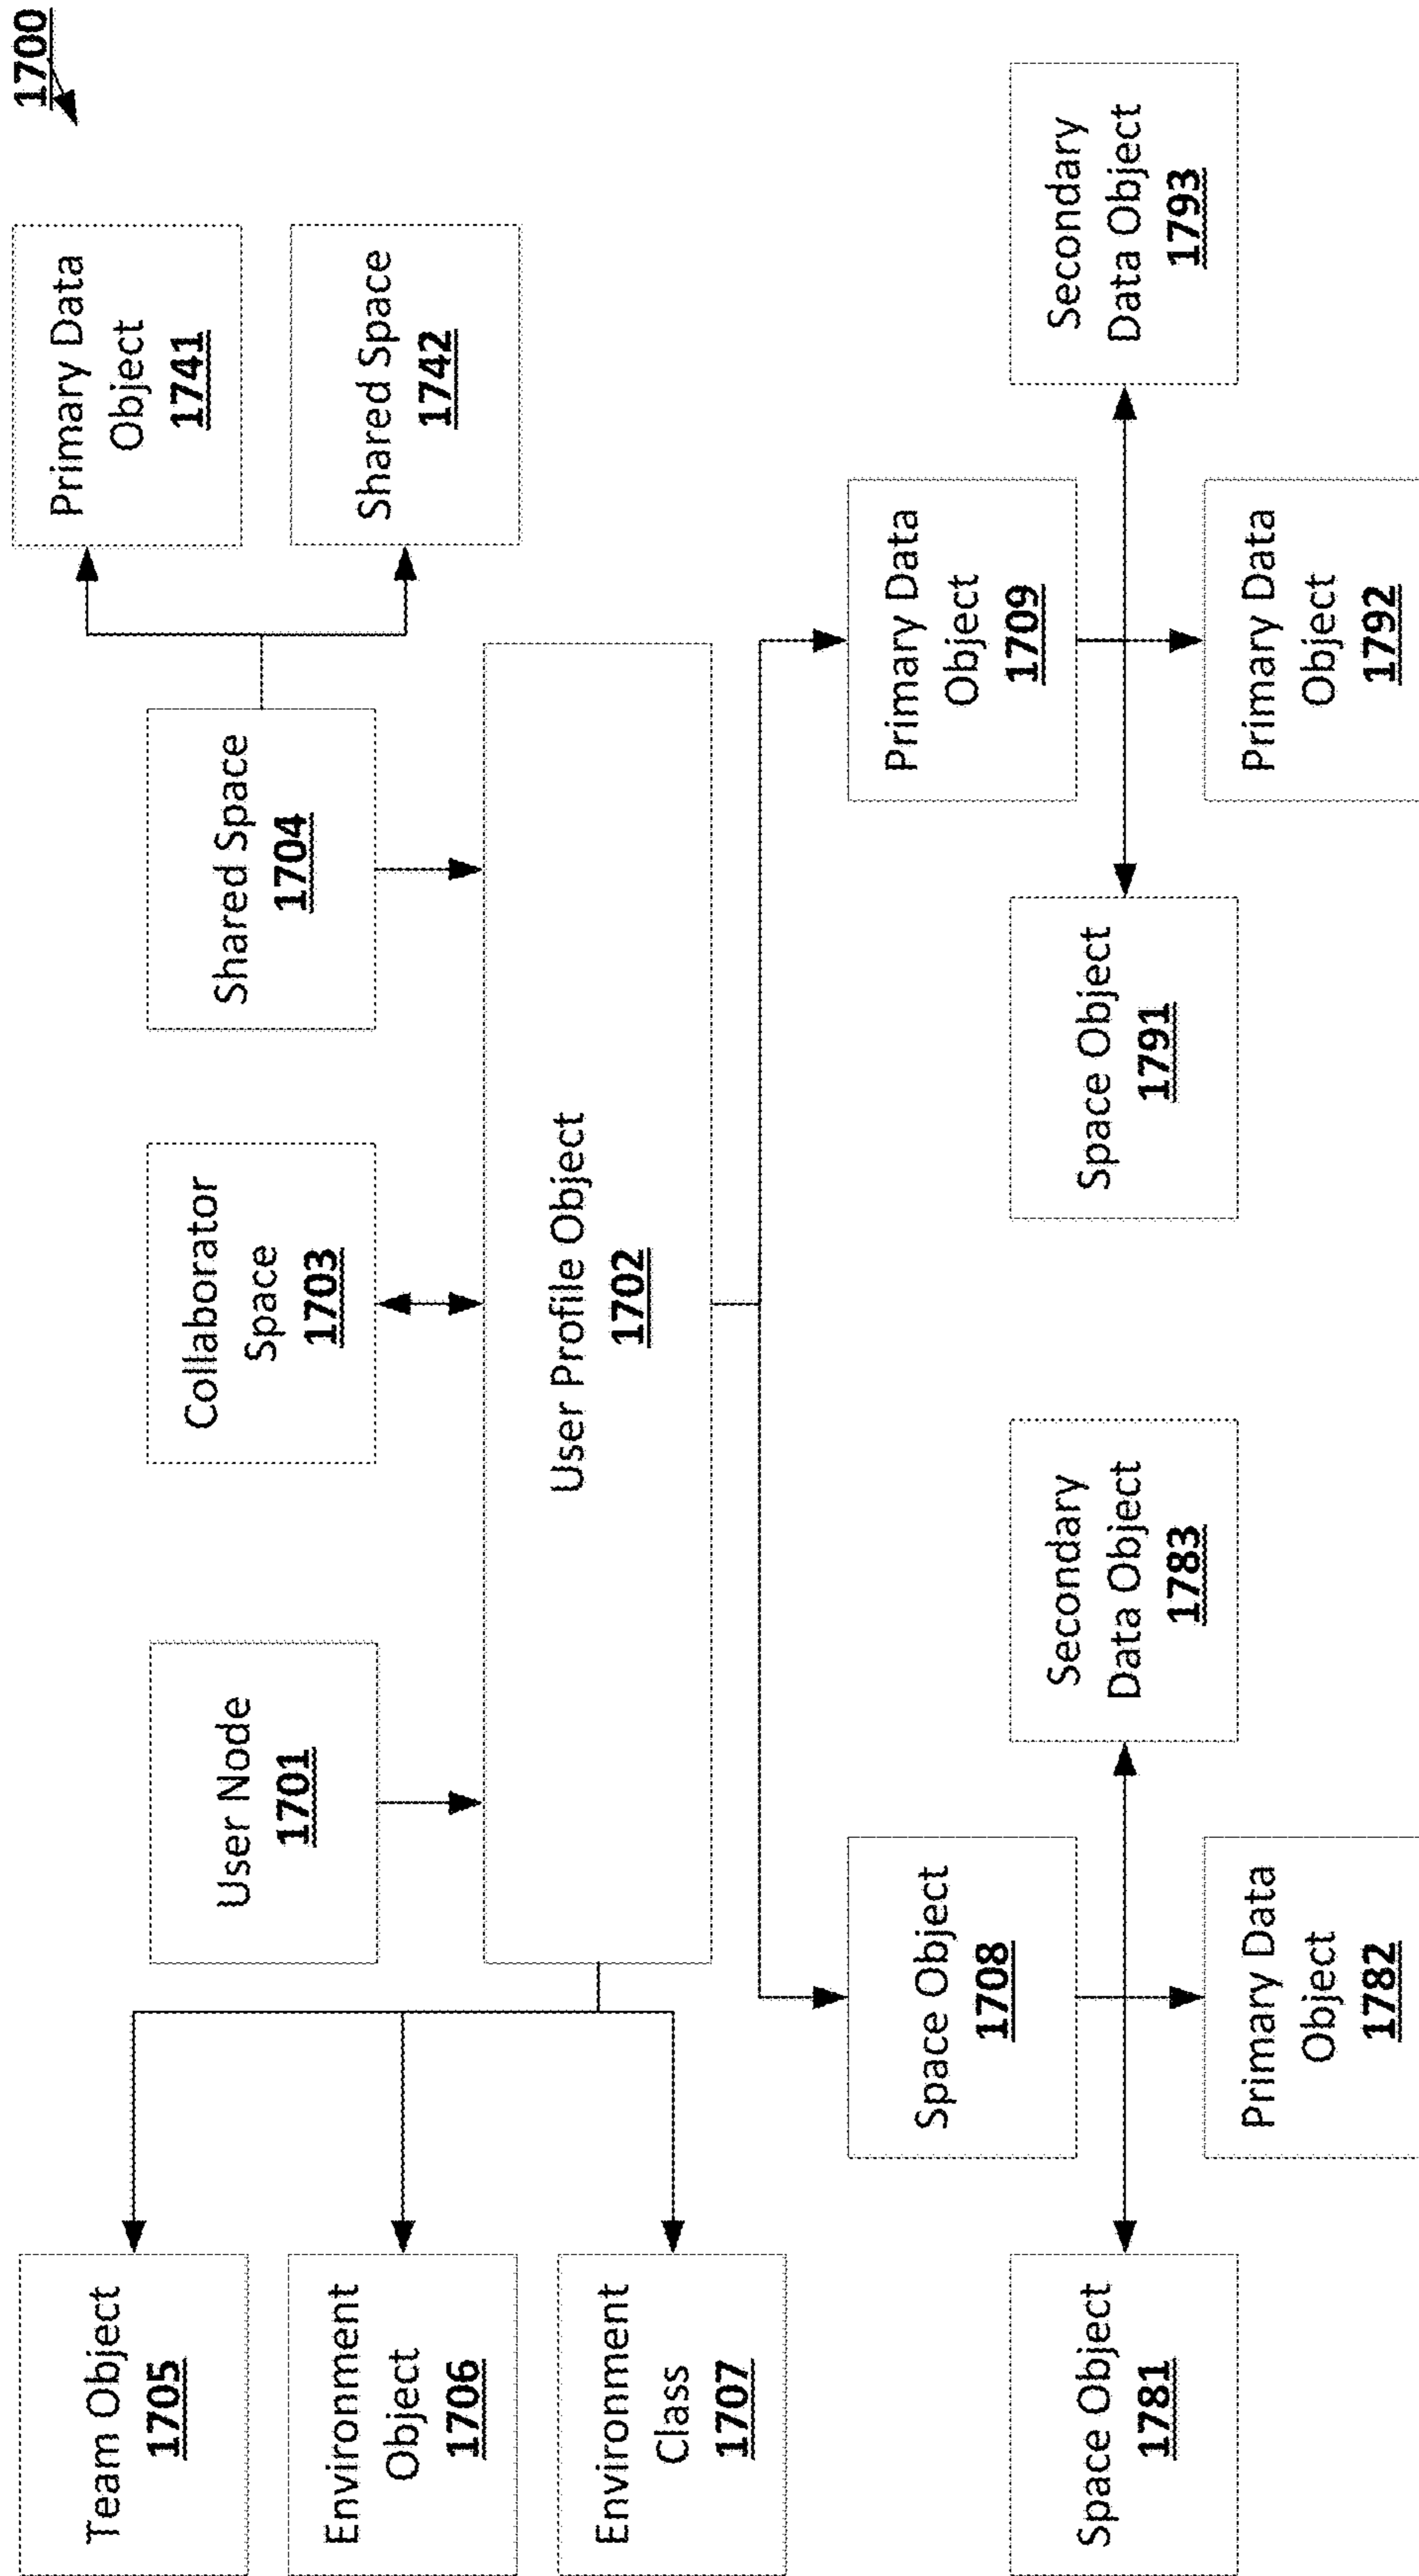 1700
Team Object
1705
Environment
Object
1706
Environment
Class
1707
User Node
1701
Collaborator
Space
1703
Shared Space
1704
Primary Data
Object
1741
Shared Space
1742
User Profile Object
1702
Space Object
1708
Primary Data
Object
1709
Space Object
1781
Primary Data
Object
1782
Secondary
Data Object
1783
Space Object
1791
Primary Data
Object
1792
Secondary
Data Object
1793